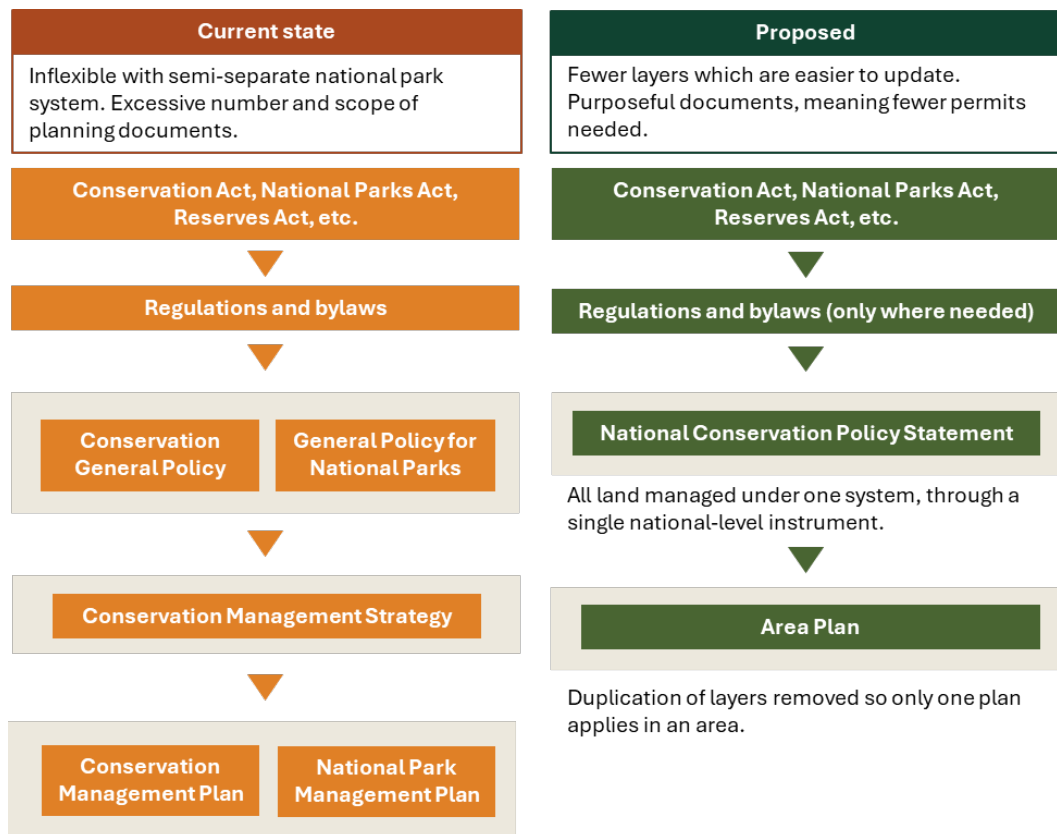 Current state
Inflexible with semi-separate national park
system. Excessive number and scope of
planning documents.
Conservation Act, National Parks Act,
Reserves Act, etc.
Regulations and bylaws
Conservation
General Policy
General Policy for
National Parks
Conservation Management Strategy
Conservation
Management Plan
National Park
Management Plan
Proposed
Fewer layers which are easier to update.
Purposeful documents, meaning fewer permits
needed.
Conservation Act, National Parks Act,
Reserves Act, etc.
Regulations and bylaws (only where needed)
National Conservation Policy Statement
All land managed under one system, through a
single national-level instrument.
Area Plan
Duplication of layers removed so only one plan
applies in an area.